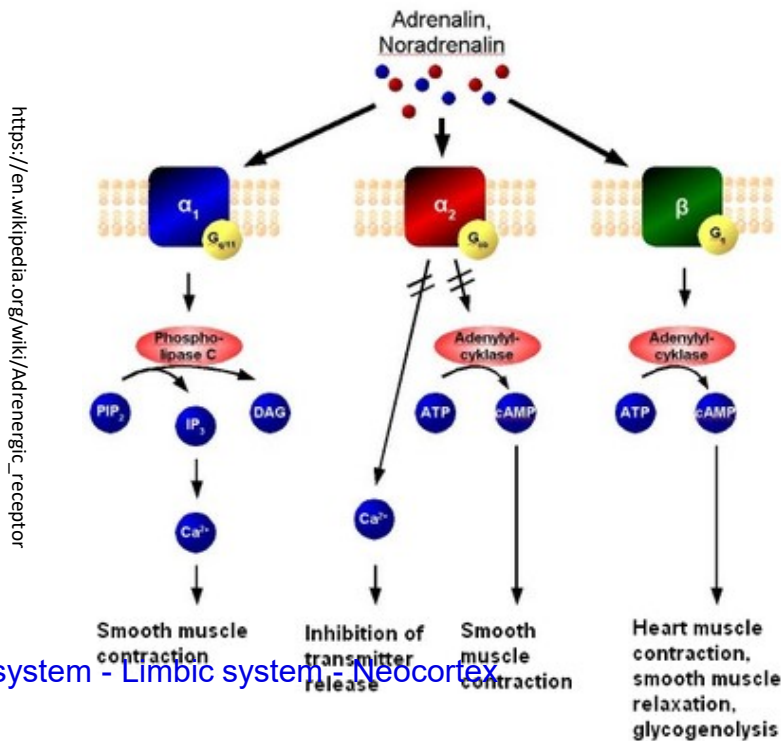 Adrenalin,
Noradrenalin
https://en.wikipedia.org/wiki/Adrenergic_receptor
α₁
α₂
β
Gq/11
Gs
Phospho-
lipase C
Adenylyl-
cyklase
Adenylyl-
cyklase
PIP₂
IP₃
DAG
ATP
cAMP
ATP
cAMP
Ca²⁺
Ca²⁺
Smooth muscle
contraction
Inhibition of
transmitter
release
Smooth
muscle
contraction
Heart muscle
contraction,
smooth muscle
relaxation,
glycogenolysis
system - Limbic system - Neocortex